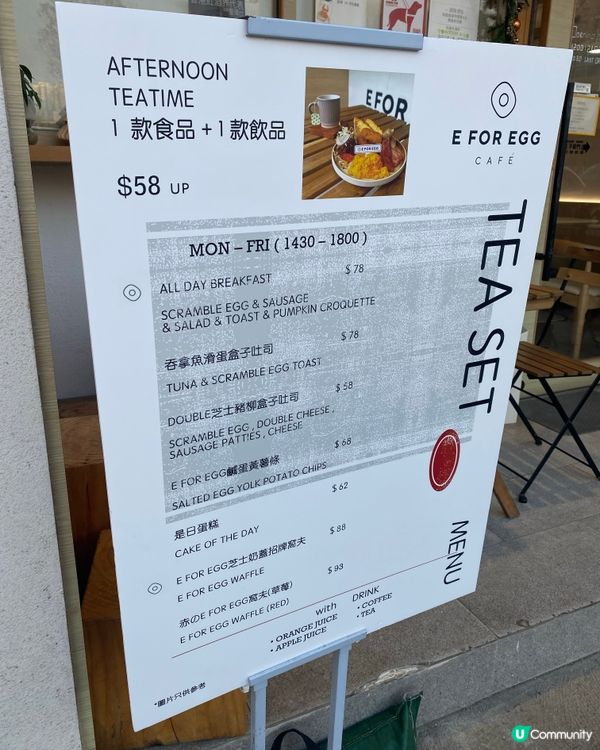 AFTERNOON
TEATIME
1 款食品 + 1 款飲品
$58 UP
E FOR
E FOR EGG
E FOR EGG
CAFÉ
TEA SET
MON – FRI ( 1430 – 1800 )
ALL DAY BREAKFAST $ 78
SCRAMBLE EGG & SAUSAGE
& SALAD & TOAST & PUMPKIN CROQUETTE
吞拿魚滑蛋盒子吐司 $ 78
TUNA & SCRAMBLE EGG TOAST
DOUBLE芝士豬柳盒子吐司 $ 58
SCRAMBLE EGG , DOUBLE CHEESE ,
SAUSAGE PATTIES , CHEESE
E FOR EGG鹹蛋黃薯條 $ 68
SALTED EGG YOLK POTATO CHIPS
是日蛋糕 $ 62
CAKE OF THE DAY
E FOR EGG芝士奶蓋招牌窩夫 $ 88
E FOR EGG WAFFLE
赤のE FOR EGG窩夫(草莓) $ 93
E FOR EGG WAFFLE (RED)
MENU
with DRINK
• ORANGE JUICE • COFFEE
• APPLE JUICE • TEA
*圖片只供參考
U Community